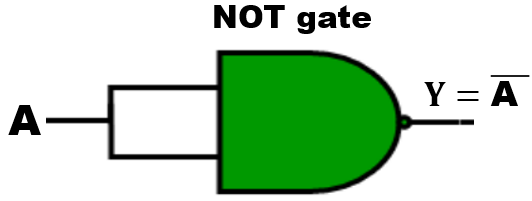 NOT gate
A
Y = A̅